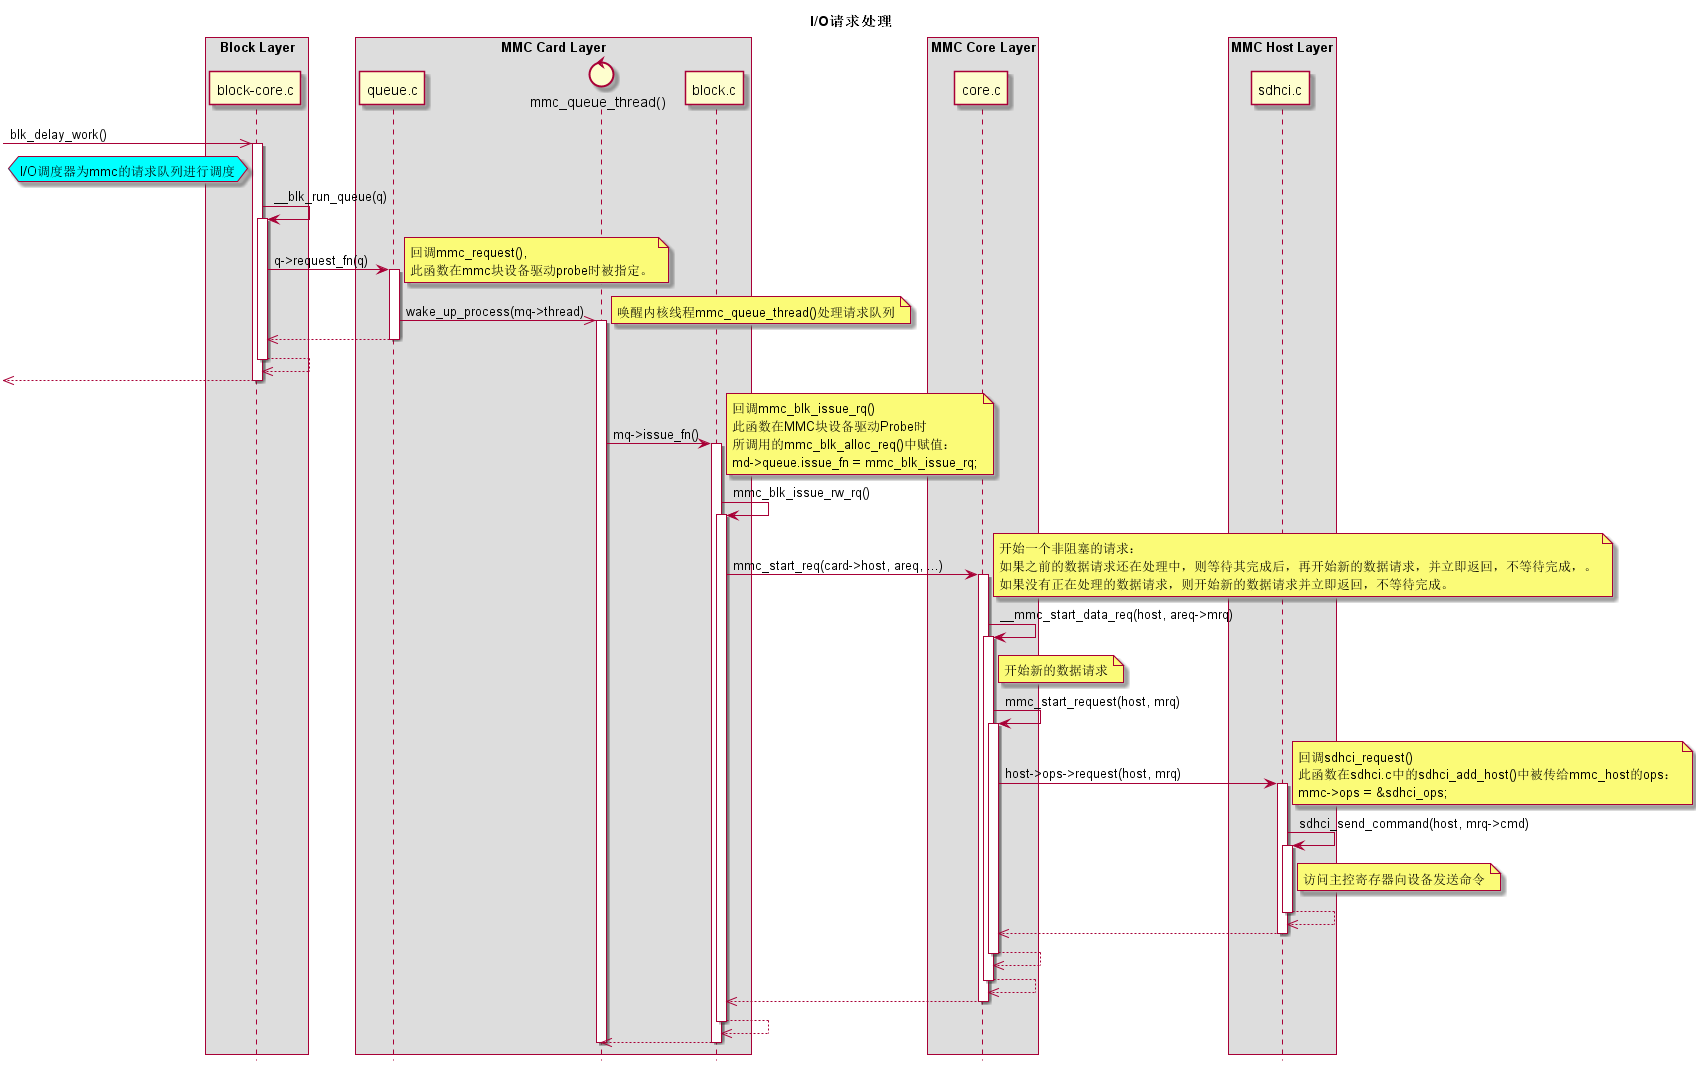 I/O请求处理
Block Layer
MMC Card Layer
MMC Core Layer
MMC Host Layer
block-core.c
queue.c
mmc_queue_thread()
block.c
core.c
sdhci.c
blk_delay_work()
I/O调度器为mmc的请求队列进行调度
__blk_run_queue(q)
q->request_fn(q)
回调mmc_request(),
此函数在mmc块设备驱动probe时被指定。
wake_up_process(mq->thread)
唤醒内核线程mmc_queue_thread()处理请求队列
mq->issue_fn()
回调mmc_blk_issue_rq()
此函数在MMC块设备驱动Probe时
所调用的mmc_blk_alloc_req()中赋值：
md->queue.issue_fn = mmc_blk_issue_rq;
mmc_blk_issue_rw_rq()
mmc_start_req(card->host, areq, ...)
开始一个非阻塞的请求：
如果之前的数据请求还在处理中，则等待其完成后，再开始新的数据请求，并立即返回，不等待完成，。
如果没有正在处理的数据请求，则开始新的数据请求并立即返回，不等待完成。
__mmc_start_data_req(host, areq->mrq)
开始新的数据请求
mmc_start_request(host, mrq)
host->ops->request(host, mrq)
回调sdhci_request()
此函数在sdhci.c中的sdhci_add_host()中被传给mmc_host的ops：
mmc->ops = &sdhci_ops;
sdhci_send_command(host, mrq->cmd)
访问主控寄存器向设备发送命令